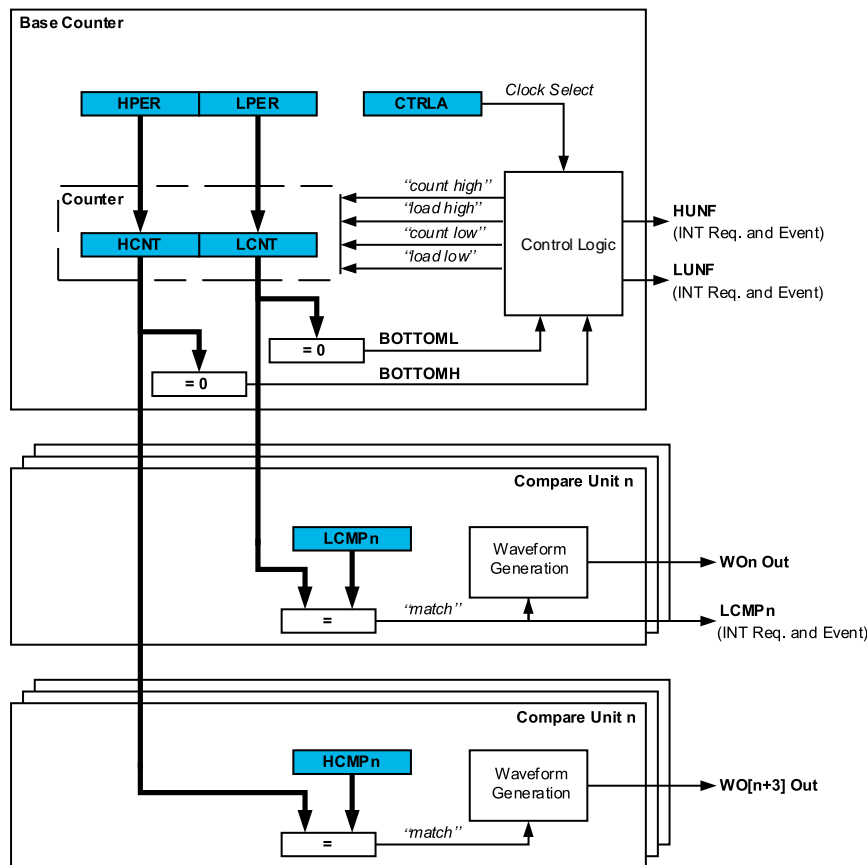 Base Counter
HPER LPER CTRLA Clock Select
Counter
"count high"
"load high"
"count low"
"load low"
Control Logic
HUNF
(INT Req. and Event)
LUNF
(INT Req. and Event)
HCNT LCNT
= 0 BOTTOML
= 0 BOTTOMH
Compare Unit n
LCMPn
Waveform
Generation
WOn Out
= "match"
LCMPn
(INT Req. and Event)
Compare Unit n
HCMPn
Waveform
Generation
WO[n+3] Out
= "match"